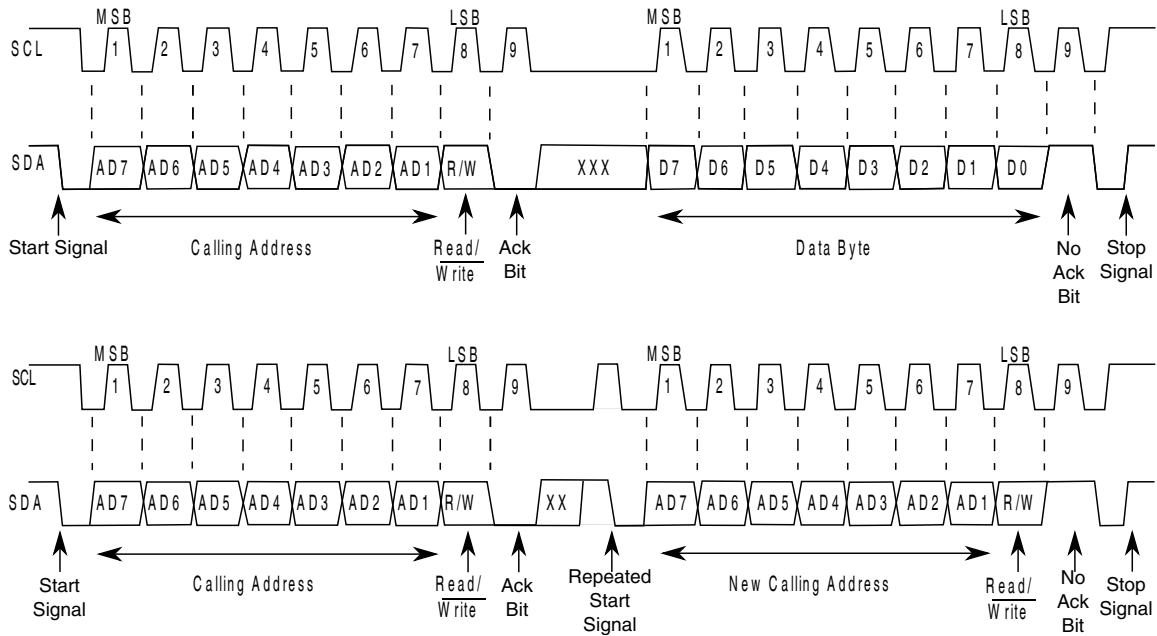 MSB LSB MSB LSB
SCL 1 2 3 4 5 6 7 8 9 1 2 3 4 5 6 7 8 9
SDA AD7 AD6 AD5 AD4 AD3 AD2 AD1 R/W XXX D7 D6 D5 D4 D3 D2 D1 D0
Start Signal Calling Address Read/ Ack Data Byte No Stop
Write Bit Ack Signal
Bit
MSB LSB MSB LSB
SCL 1 2 3 4 5 6 7 8 9 1 2 3 4 5 6 7 8 9
SDA AD7 AD6 AD5 AD4 AD3 AD2 AD1 R/W XX AD7 AD6 AD5 AD4 AD3 AD2 AD1 R/W
Start Calling Address Read/ Ack Repeated New Calling Address Read/ No Stop
Signal Write Bit Start Write Ack Signal
Signal Bit